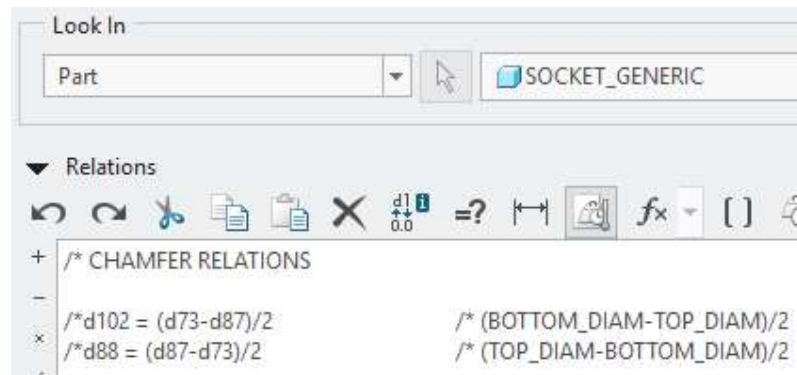 Look In
Part
SOCKET_GENERIC
Relations
d]
0.0
=?
fx
[ ]
+ /* CHAMFER RELATIONS
−
/*d102 = (d73-d87)/2 /* (BOTTOM_DIAM-TOP_DIAM)/2
×
/*d88 = (d87-d73)/2 /* (TOP_DIAM-BOTTOM_DIAM)/2